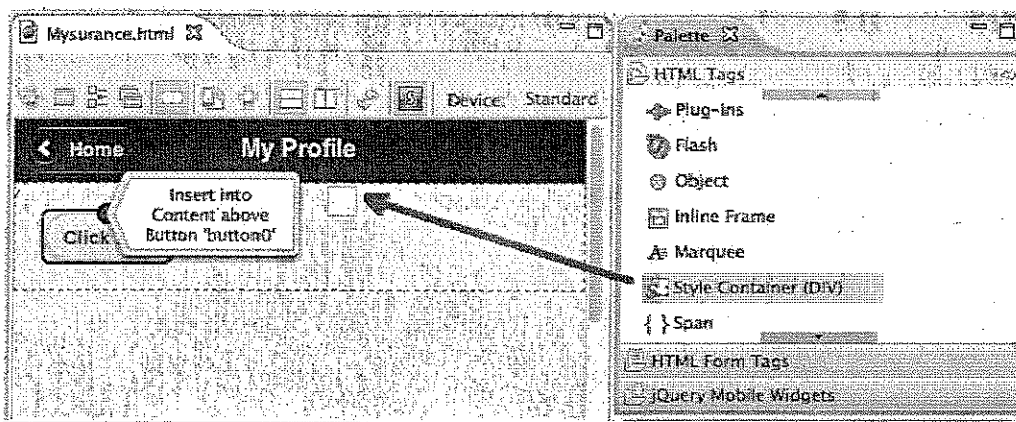 Mysurance.html
Device: Standard
Home
My Profile
Insert into
Content above
Button 'button0'
Click
Palette
HTML Tags
Plug-ins
Flash
Object
Inline Frame
Marquee
Style Container (DIV)
{ } Span
HTML Form Tags
jQuery Mobile Widgets